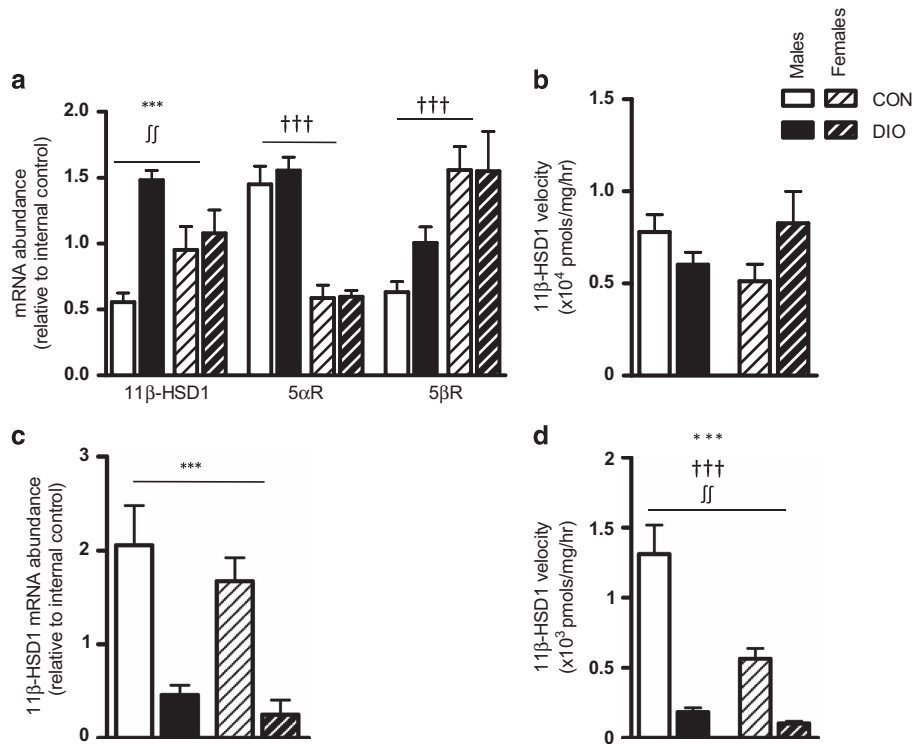 a
mRNA abundance
(relative to internal control)
2.0
1.5
1.0
0.5
0.0
***
∫∫
†††
†††
11β-HSD1
5αR
5βR
b
11β-HSD1 velocity
(x10⁴ pmols/mg/hr)
1.5
1.0
0.5
0
Males
Females
CON
DIO
c
11β-HSD1 mRNA abundance
(relative to internal control)
3
2
1
0
***
d
11β-HSD1 velocity
(x10³ pmols/mg/hr)
2
1.5
1
0.5
0
***
†††
∫∫